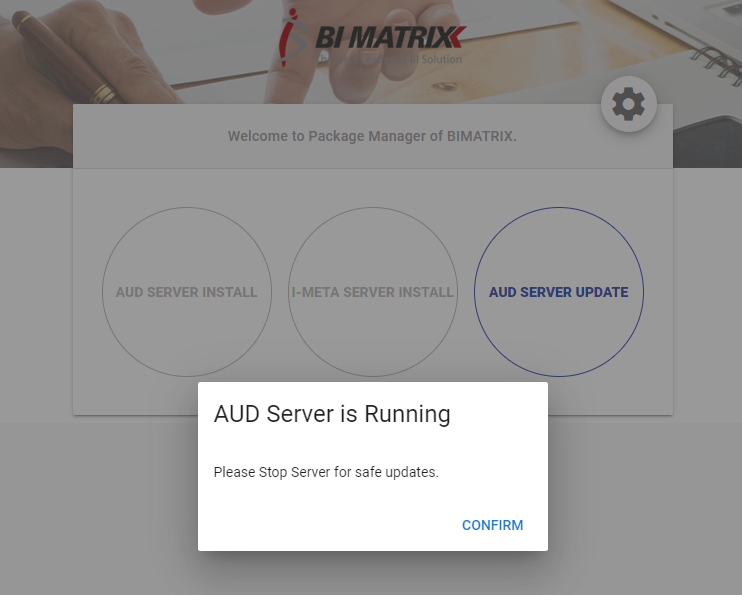 BI MATRIX
Solution
Welcome to Package Manager of BIMATRIX.
AUD SERVER INSTALL
I-META SERVER INSTALL
AUD SERVER UPDATE
AUD Server is Running
Please Stop Server for safe updates.
CONFIRM